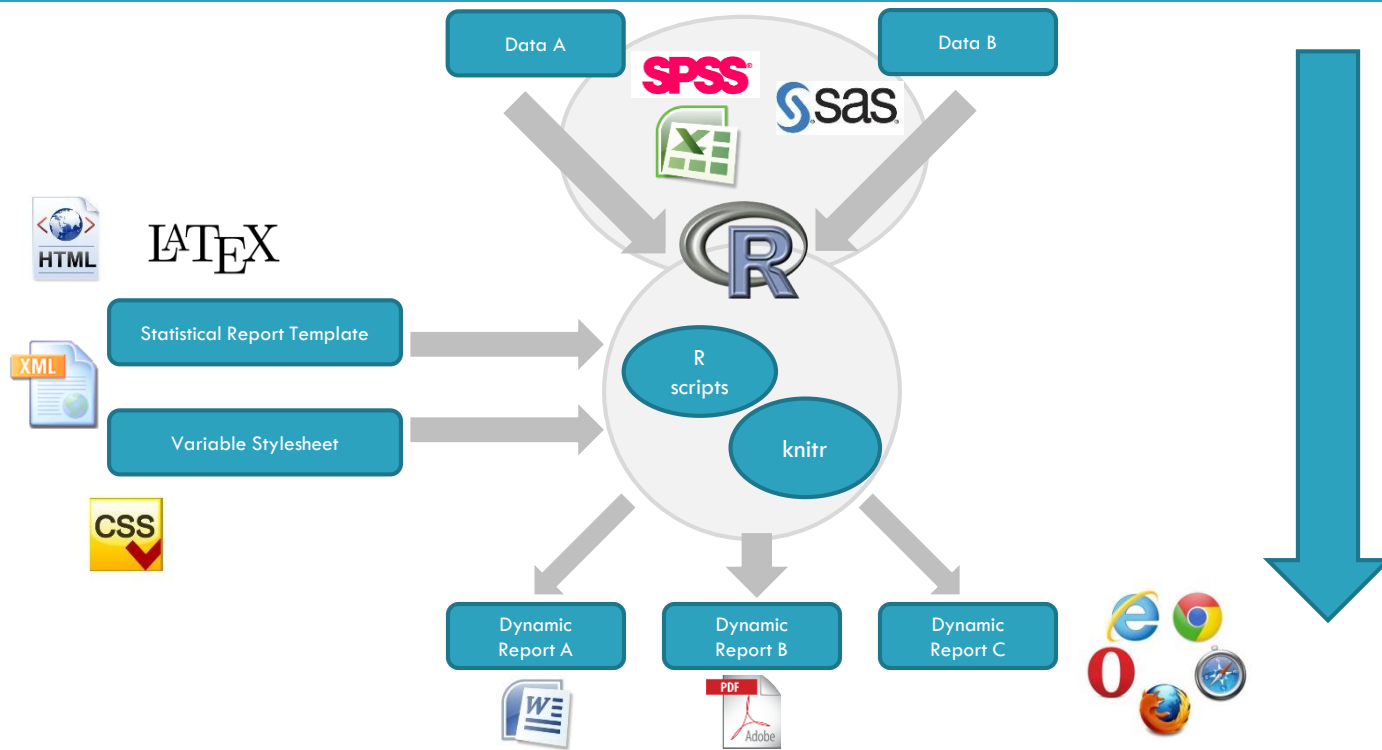 Data A
Data B
SPSS®
sas
R
HTML
LATEX
Statistical Report Template
XML
Variable Stylesheet
CSS
R
scripts
knitr
Dynamic
Report A
Dynamic
Report B
Dynamic
Report C
W
PDF
Adobe